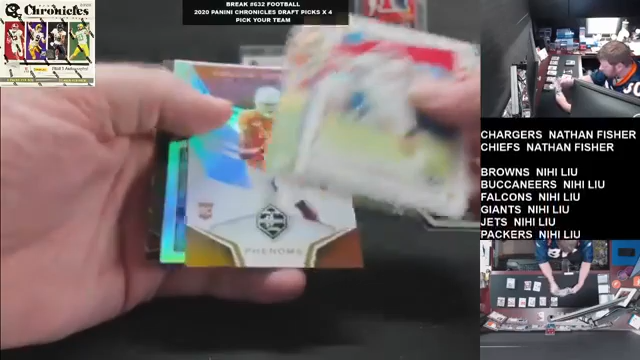 Chronicles
BREAK #632 FOOTBALL
2020 PANINI CHRONICLES DRAFT PICKS X 4
PICK YOUR TEAM
RC
PHENOMS
CHARGERS NATHAN FISHER
CHIEFS NATHAN FISHER
BROWNS NIHI LIU
BUCCANEERS NIHI LIU
FALCONS NIHI LIU
GIANTS NIHI LIU
JETS NIHI LIU
PACKERS NIHI LIU